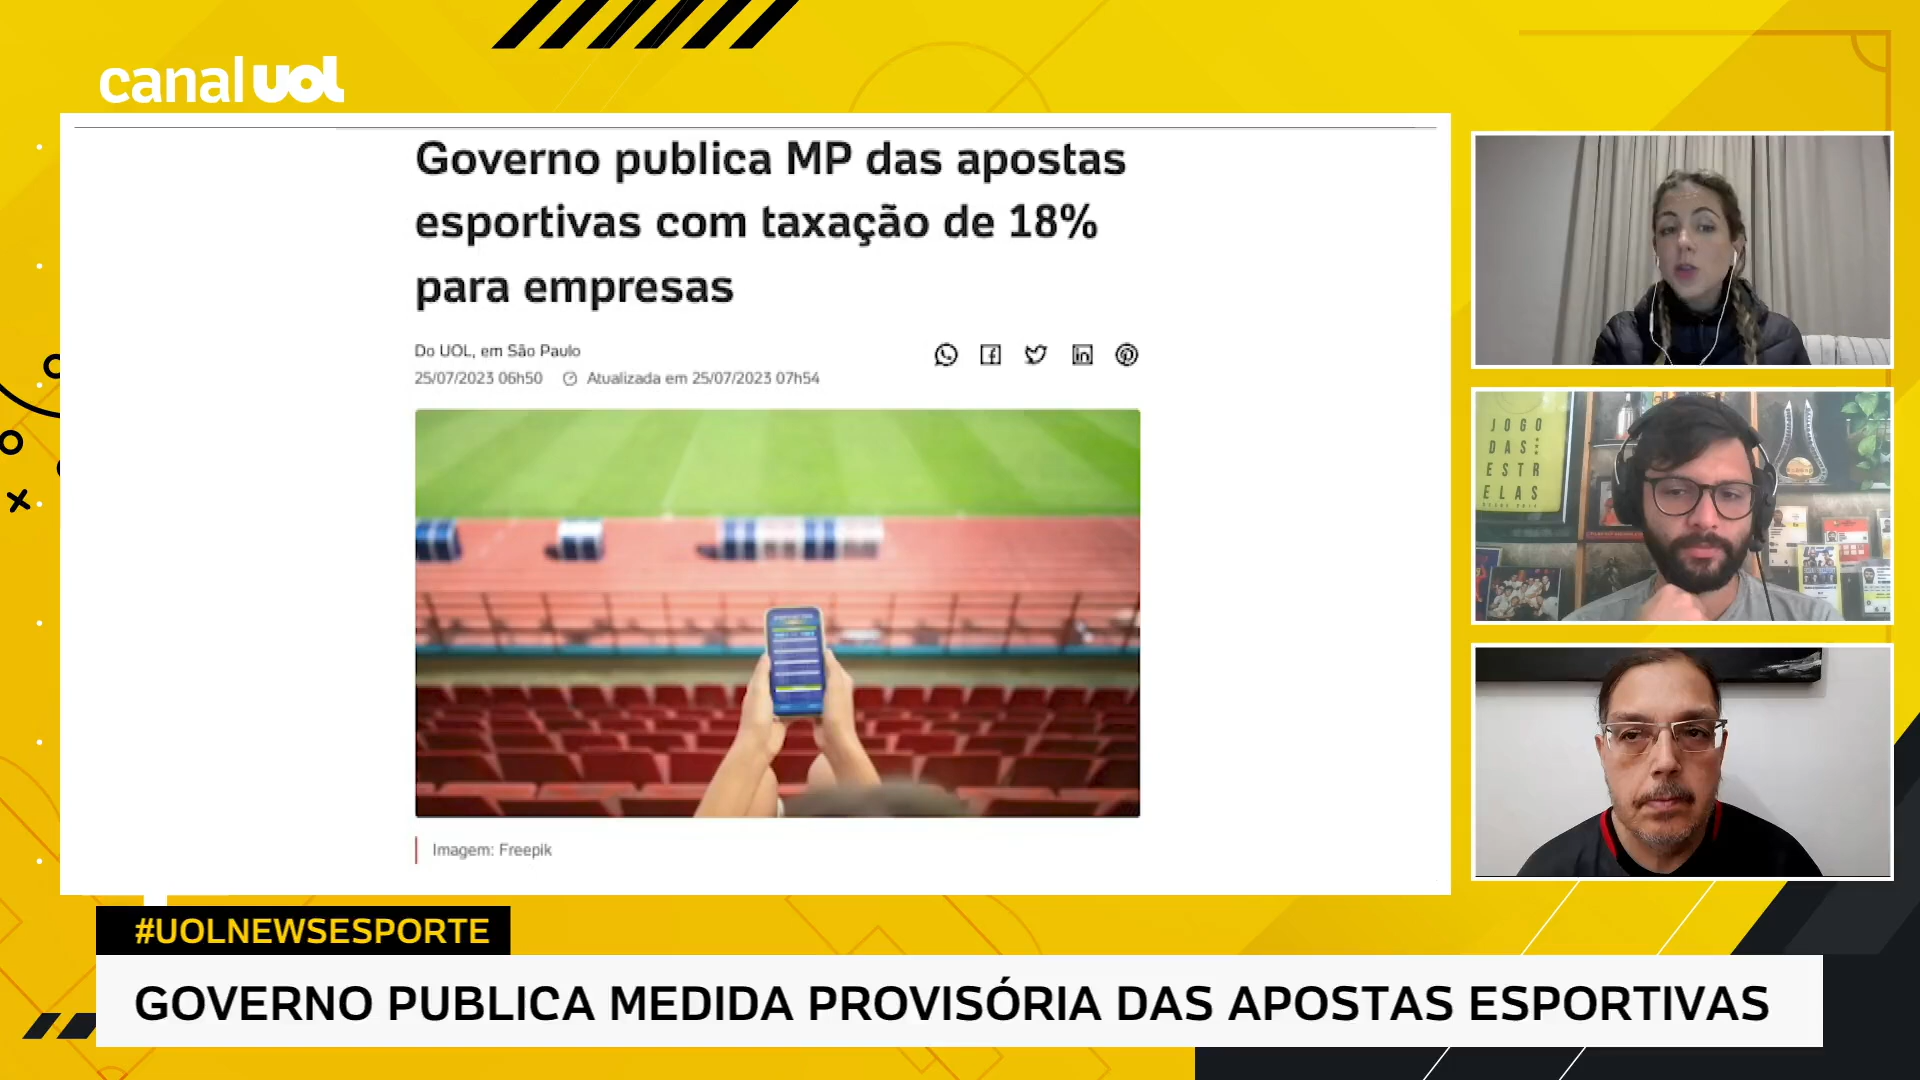 canal uol
Governo publica MP das apostas
esportivas com taxação de 18%
para empresas
Do UOL, em São Paulo
25/07/2023 06h50 Atualizada em 25/07/2023 07h54
Imagem: Freepik
JOGO
DAS
ESTR
ELAS
#UOLNEWSESPORTE
GOVERNO PUBLICA MEDIDA PROVISÓRIA DAS APOSTAS ESPORTIVAS